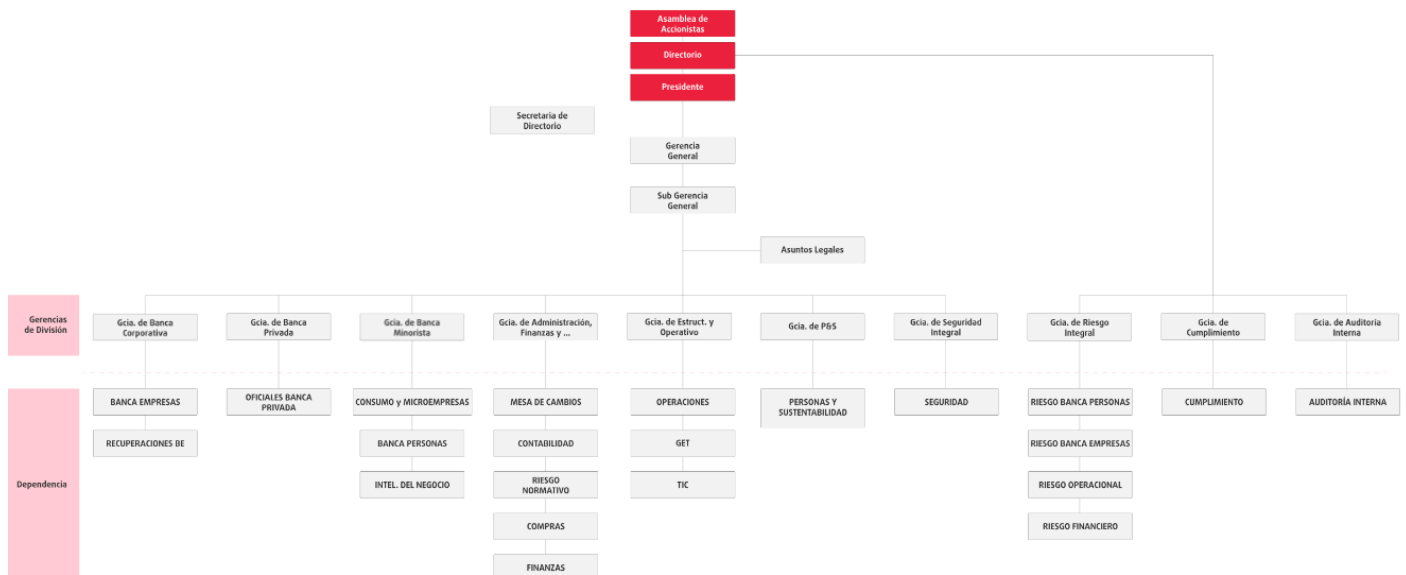 Asamblea de
Accionistas
Directorio
Presidente
Secretaria de
Directorio
Gerencia
General
Sub Gerencia
General
Asuntos Legales
Gerencias
de División
Gcia. de Banca
Corporativa
Gcia. de Banca
Privada
Gcia. de Banca
Minorista
Gcia. de Administración,
Finanzas y ...
Gcia. de Estruct. y
Operativo
Gcia. de P&S
Gcia. de Seguridad
Integral
Gcia. de Riesgo
Integral
Gcia. de
Cumplimiento
Gcia. de Auditoria
Interna
Dependencia
BANCA EMPRESAS
RECUPERACIONES BE
OFICIALES BANCA
PRIVADA
CONSUMO y MICROEMPRESAS
BANCA PERSONAS
INTEL. DEL NEGOCIO
MESA DE CAMBIOS
CONTABILIDAD
RIESGO
NORMATIVO
COMPRAS
FINANZAS
OPERACIONES
GET
TIC
PERSONAS Y
SUSTENTABILIDAD
SEGURIDAD
RIESGO BANCA PERSONAS
RIESGO BANCA EMPRESAS
RIESGO OPERACIONAL
RIESGO FINANCIERO
CUMPLIMIENTO
AUDITORÍA INTERNA